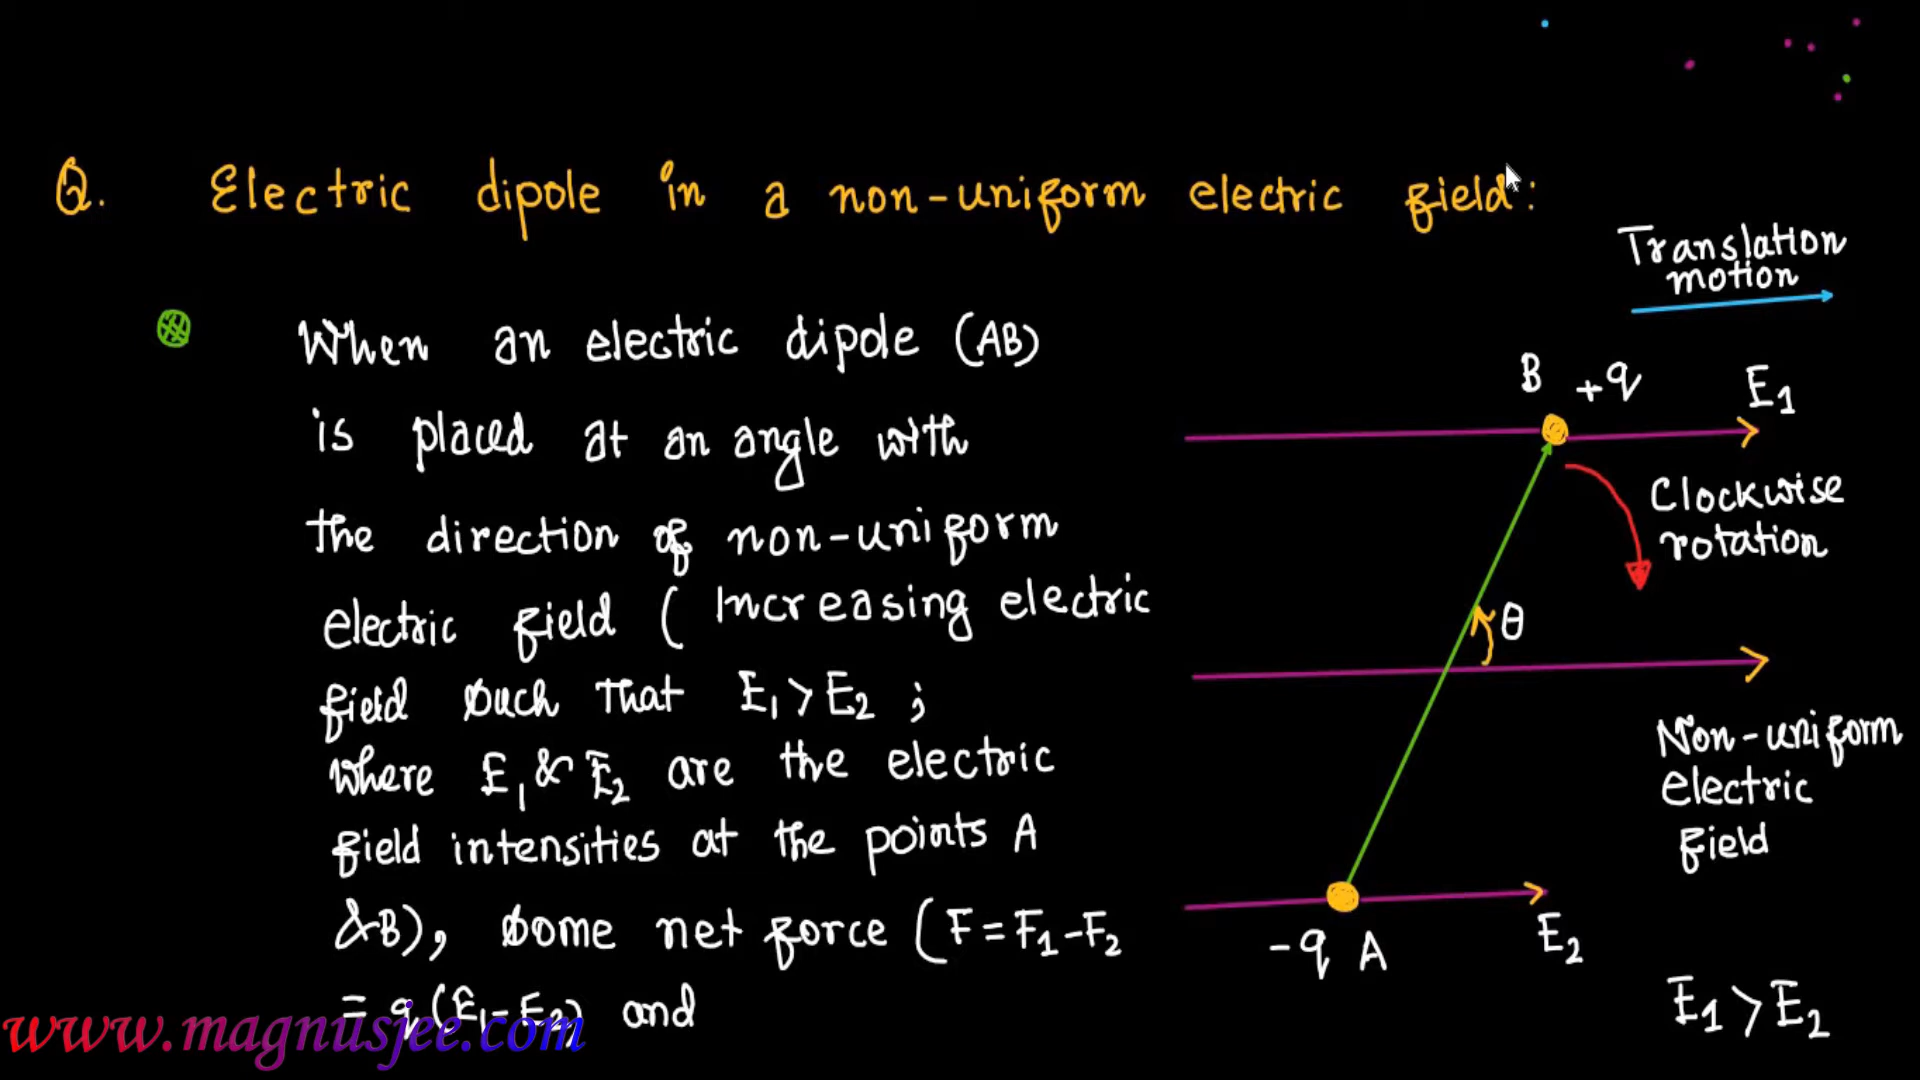 Q. Electric dipole in a non-uniform electric field:
When an electric dipole (AB)
is placed at an angle with
the direction of non-uniform
electric field ( Increasing electric
field such that E₁ > E₂ ;
where E₁ & E₂ are the electric
field intensities at the points A
& B), some net force (F = F₁ - F₂
= q (E₁ - E₂) and
Translation
motion
B +q
E₁
Clockwise
rotation
θ
Non-uniform
electric
field
-q A
E₂
E₁ > E₂
www.magnusjee.com